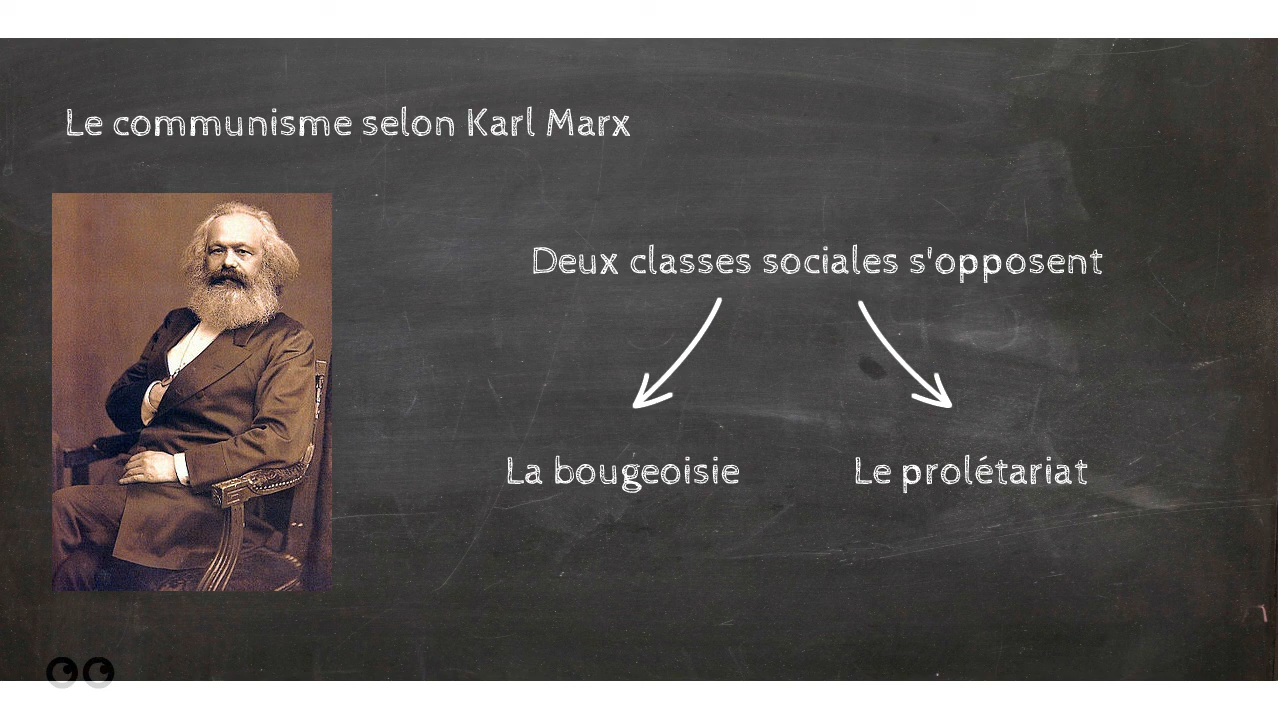 Le communisme selon Karl Marx
Deux classes sociales s'opposent
La bougeoisie
Le prolétariat